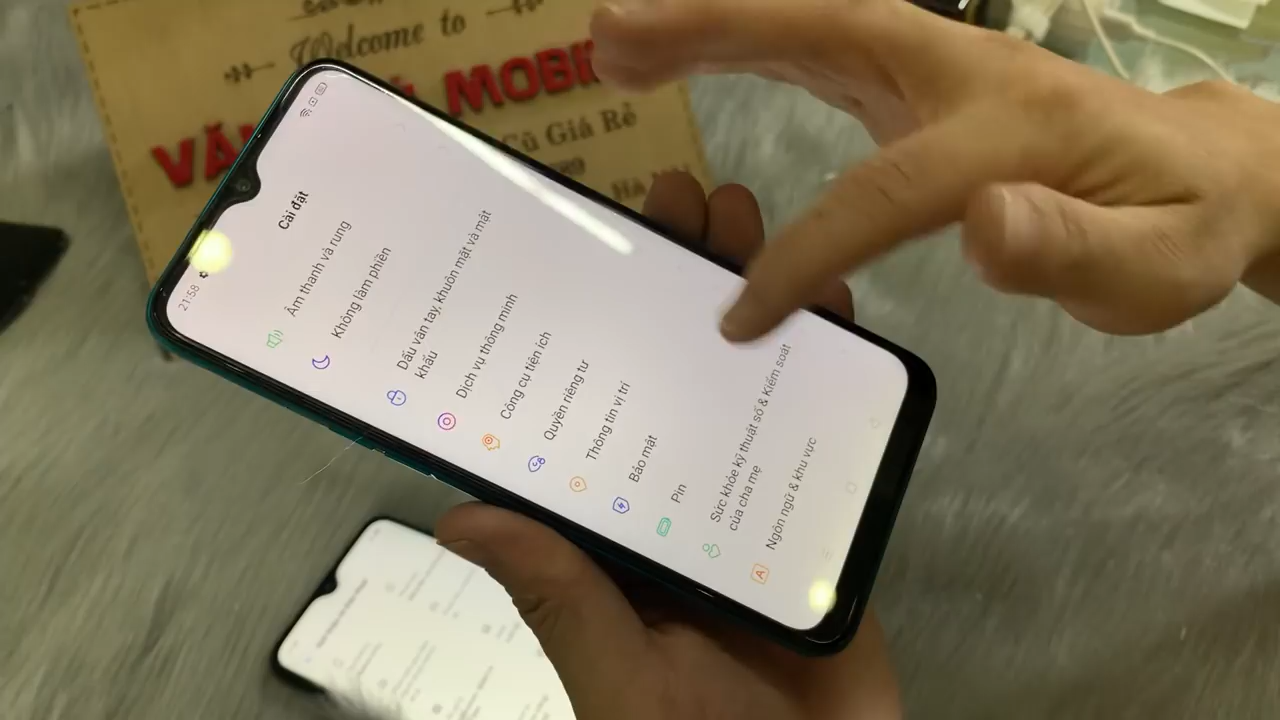 Welcome to
MOBI
Cũ Giá Rẻ
21:58
Cài đặt
Âm thanh và rung
Không làm phiền
Dấu vân tay, khuôn mặt và mật
khẩu
Dịch vụ thông minh
Công cụ tiện ích
Quyền riêng tư
Thông tin vị trí
Bảo mật
Pin
Sức khỏe kỹ thuật số & kiểm soát
của cha mẹ
A
Ngôn ngữ & khu vực